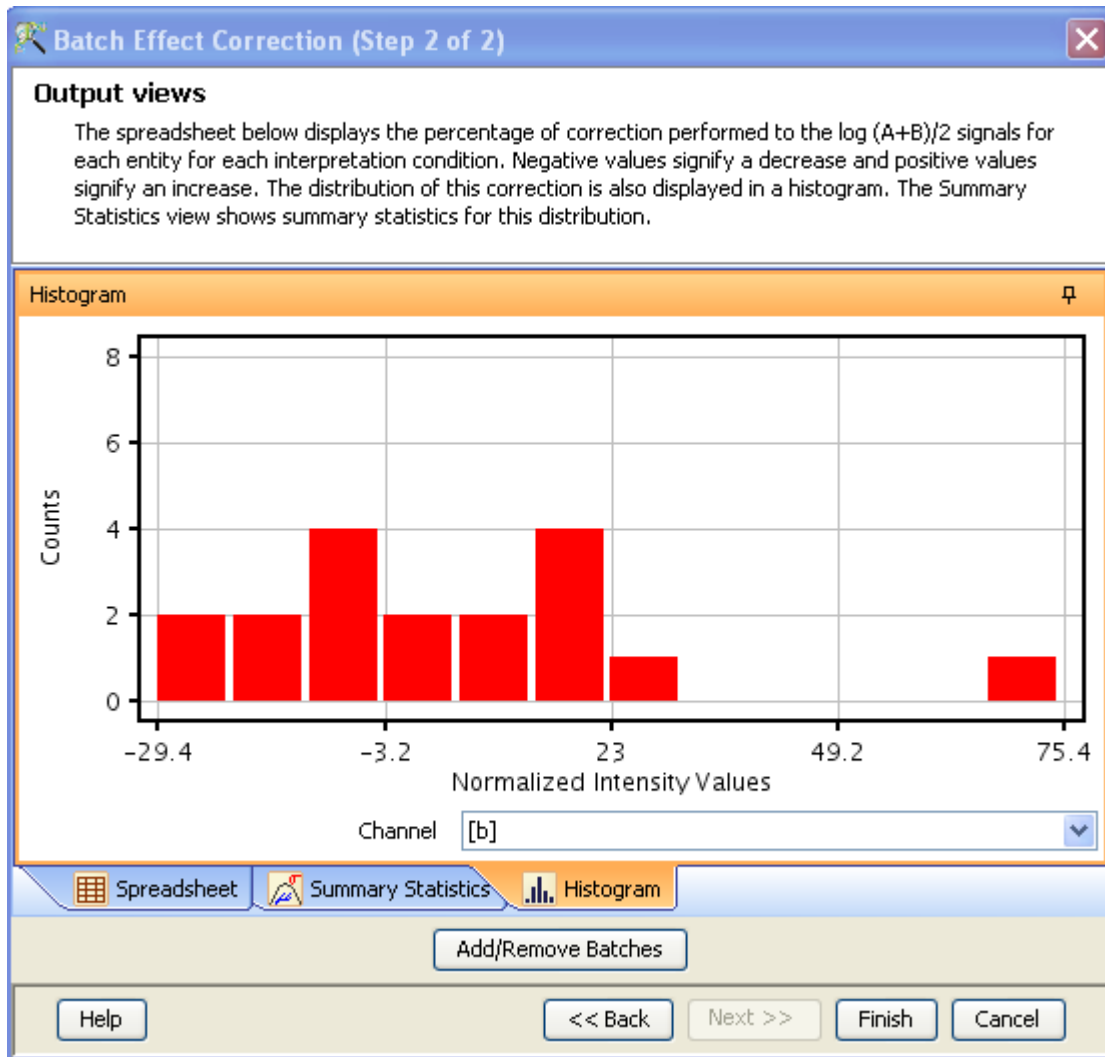 Batch Effect Correction (Step 2 of 2)
Output views
The spreadsheet below displays the percentage of correction performed to the log (A+B)/2 signals for
each entity for each interpretation condition. Negative values signify a decrease and positive values
signify an increase. The distribution of this correction is also displayed in a histogram. The Summary
Statistics view shows summary statistics for this distribution.
Histogram
8
6
4
2
0
Counts
-29.4 -3.2 23 49.2 75.4
Normalized Intensity Values
Channel [b]
Spreadsheet Summary Statistics Histogram
Add/Remove Batches
Help << Back Next >> Finish Cancel